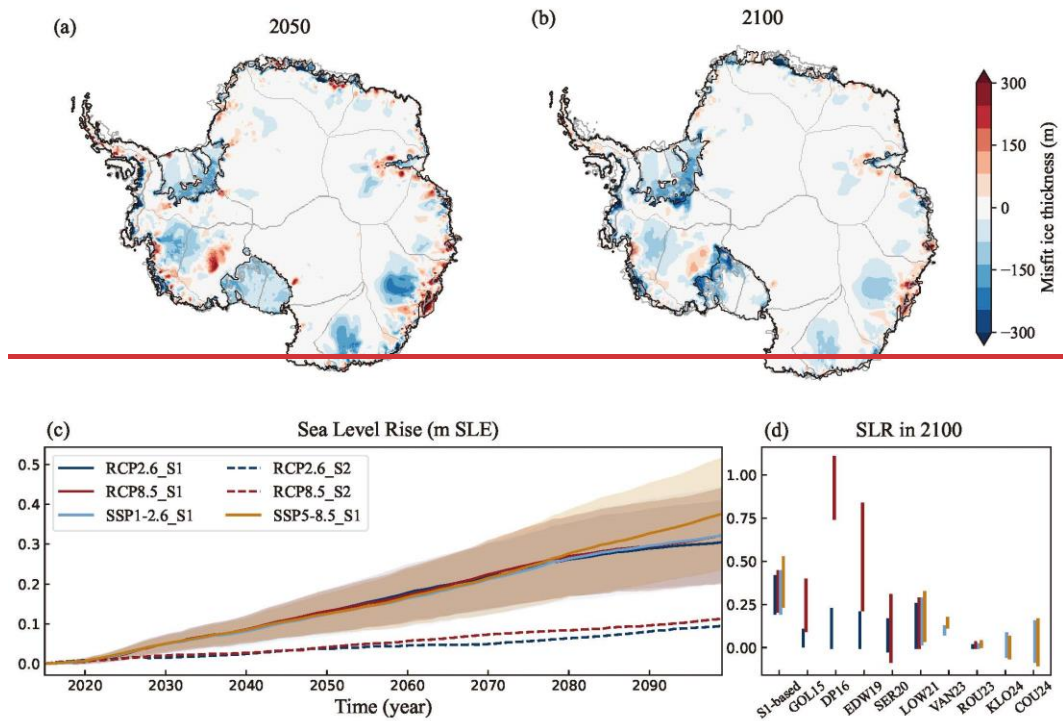 (a) 2050
(b) 2100
300
150
0
−150
−300
Misfit ice thickness (m)
(c) Sea Level Rise (m SLE)
0.5
0.4
0.3
0.2
0.1
0.0
RCP2.6_S1
RCP8.5_S1
SSP1-2.6_S1
RCP2.6_S2
RCP8.5_S2
SSP5-8.5_S1
2020 2030 2040 2050 2060 2070 2080 2090
Time (year)
(d) SLR in 2100
1.00
0.75
0.50
0.25
0.00
S1-based GOL15 DP16 EDW19 SER20 LOW21 VAN23 ROU23 KLO24 COU24